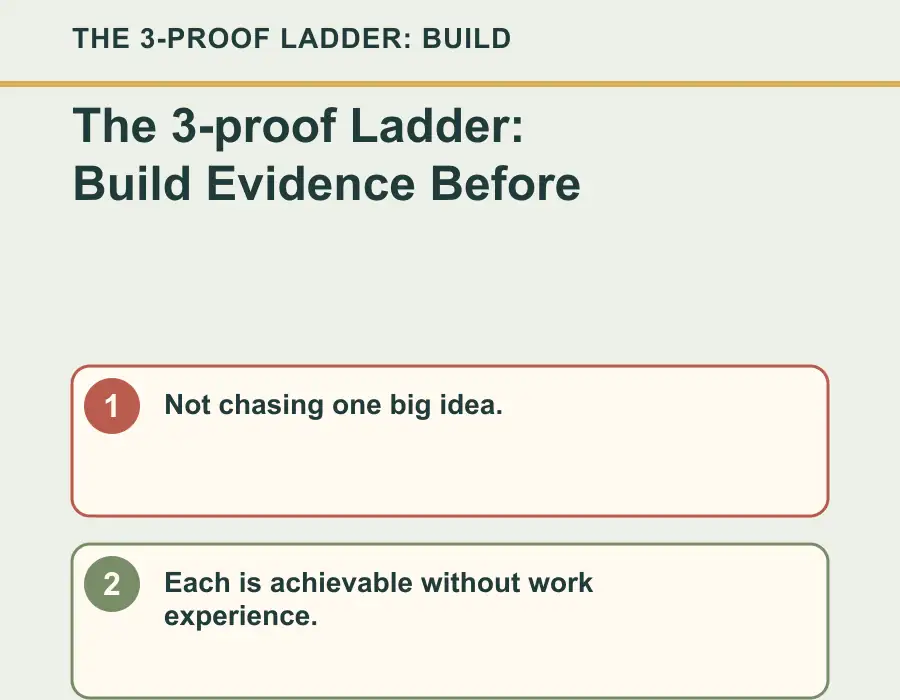 THE 3-PROOF LADDER: BUILD
The 3-proof Ladder:
Build Evidence Before
1
Not chasing one big idea.
2
Each is achievable without work
experience.